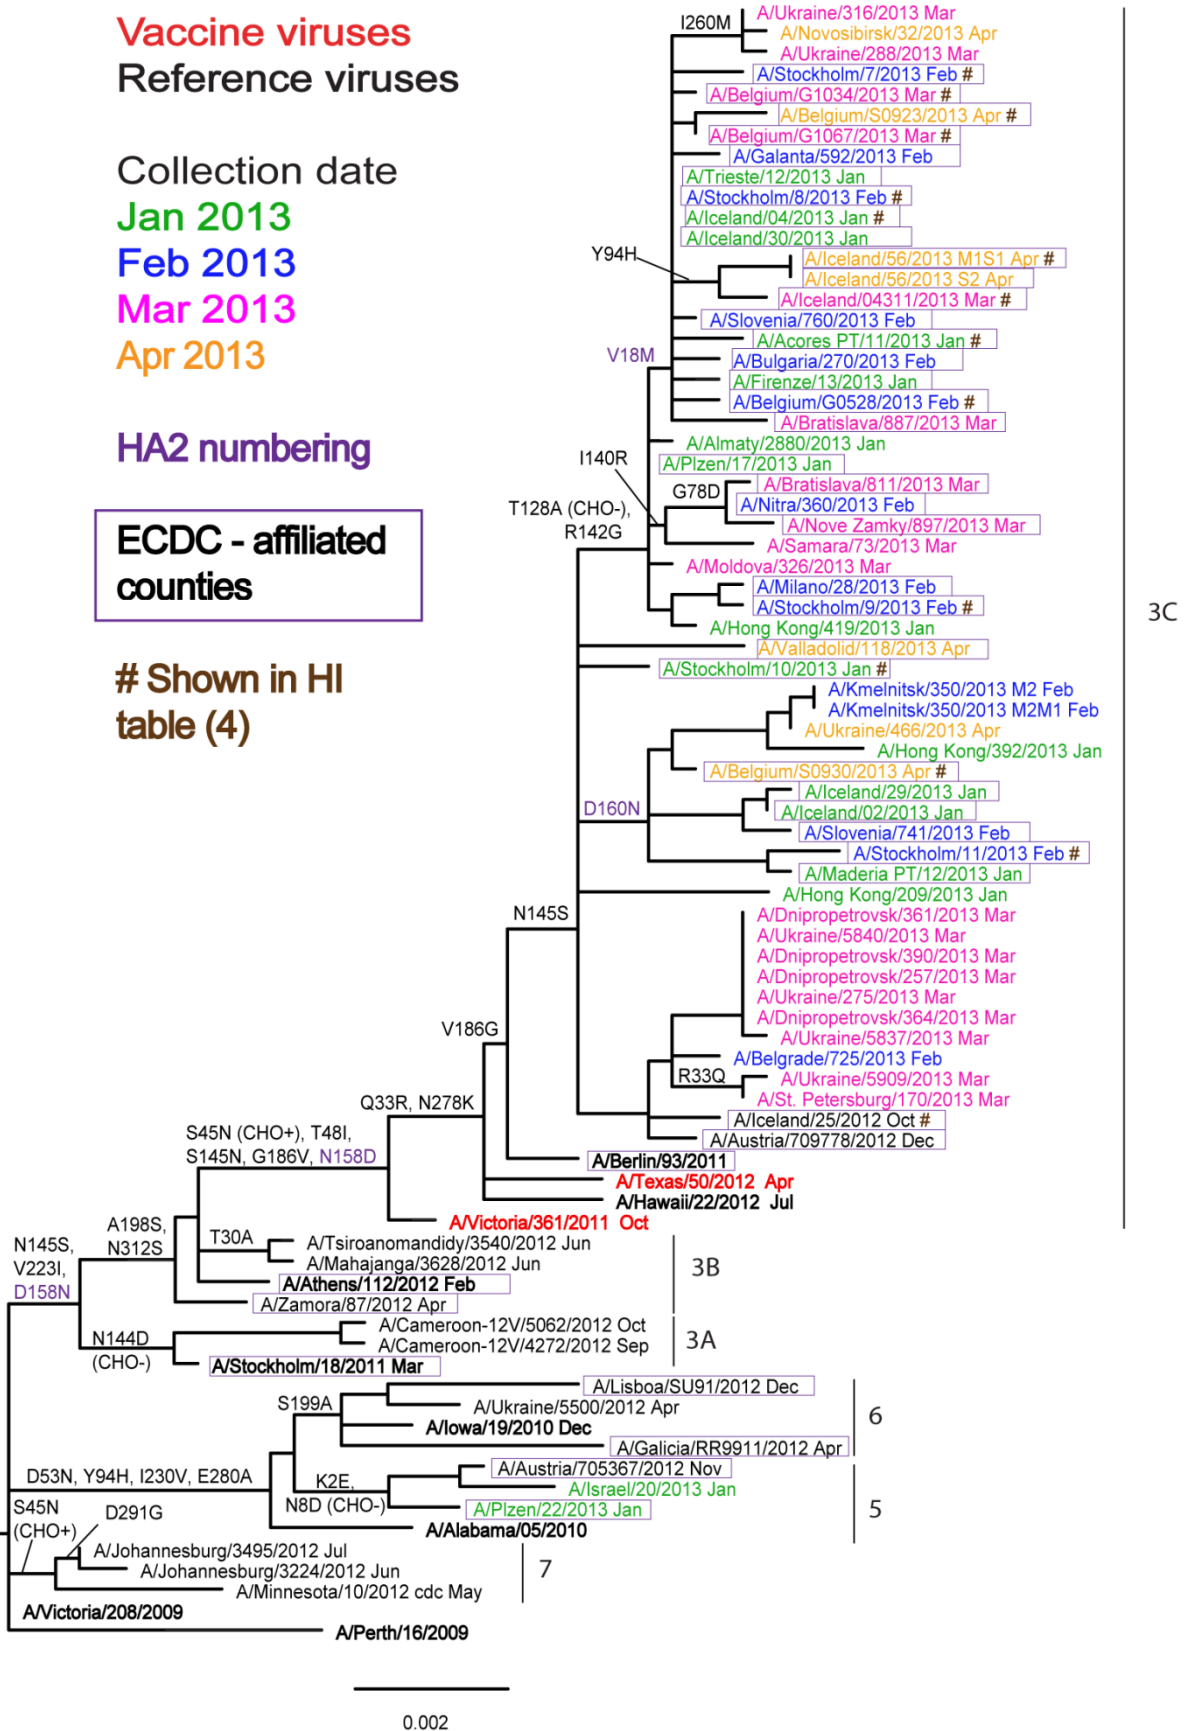 Vaccine viruses
Reference viruses
Collection date
Jan 2013
Feb 2013
Mar 2013
Apr 2013
HA2 numbering
ECDC - affiliated
counties
# Shown in HI
table (4)
I260M
A/Ukraine/316/2013 Mar
A/Novosibirsk/32/2013 Apr
A/Ukraine/288/2013 Mar
A/Stockholm/7/2013 Feb #
A/Belgium/G1034/2013 Mar #
A/Belgium/S0923/2013 Apr #
A/Belgium/G1067/2013 Mar #
A/Galanta/592/2013 Feb
A/Trieste/12/2013 Jan
A/Stockholm/8/2013 Feb #
A/Iceland/04/2013 Jan #
A/Iceland/30/2013 Jan
Y94H
A/Iceland/56/2013 M1S1 Apr #
A/Iceland/56/2013 S2 Apr
A/Iceland/04311/2013 Mar #
A/Slovenia/760/2013 Feb
A/Acores PT/11/2013 Jan #
V18M
A/Bulgaria/270/2013 Feb
A/Firenze/13/2013 Jan
A/Belgium/G0528/2013 Feb #
A/Bratislava/887/2013 Mar
A/Almaty/2880/2013 Jan
I140R
A/Plzen/17/2013 Jan
G78D
A/Bratislava/811/2013 Mar
T128A (CHO-),
R142G
A/Nitra/360/2013 Feb
A/Nove Zamky/897/2013 Mar
A/Samara/73/2013 Mar
A/Moldova/326/2013 Mar
A/Milano/28/2013 Feb
A/Stockholm/9/2013 Feb #
3C
A/Hong Kong/419/2013 Jan
A/Valladolid/118/2013 Apr
A/Stockholm/10/2013 Jan #
A/Kmelnitsk/350/2013 M2 Feb
A/Kmelnitsk/350/2013 M2M1 Feb
A/Ukraine/466/2013 Apr
A/Hong Kong/392/2013 Jan
A/Belgium/S0930/2013 Apr #
A/Iceland/29/2013 Jan
D160N
A/Iceland/02/2013 Jan
A/Slovenia/741/2013 Feb
A/Stockholm/11/2013 Feb #
A/Maderia PT/12/2013 Jan
A/Hong Kong/209/2013 Jan
N145S
A/Dnipropetrovsk/361/2013 Mar
A/Ukraine/5840/2013 Mar
A/Dnipropetrovsk/390/2013 Mar
A/Dnipropetrovsk/257/2013 Mar
A/Ukraine/275/2013 Mar
A/Dnipropetrovsk/364/2013 Mar
V186G
A/Ukraine/5837/2013 Mar
A/Belgrade/725/2013 Feb
R33Q
A/Ukraine/5909/2013 Mar
A/St. Petersburg/170/2013 Mar
Q33R, N278K
A/Iceland/25/2012 Oct #
A/Austria/709778/2012 Dec
S45N (CHO+), T48I,
S145N, G186V, N158D
A/Berlin/93/2011
A/Texas/50/2012 Apr
A/Hawaii/22/2012 Jul
A/Victoria/361/2011 Oct
A198S,
N312S
T30A
A/Tsiroanomandidy/3540/2012 Jun
A/Mahajanga/3628/2012 Jun
3B
N145S,
V223I,
D158N
A/Athens/112/2012 Feb
A/Zamora/87/2012 Apr
A/Cameroon-12V/5062/2012 Oct
N144D
(CHO-)
A/Cameroon-12V/4272/2012 Sep
3A
A/Stockholm/18/2011 Mar
A/Lisboa/SU91/2012 Dec
S199A
A/Ukraine/5500/2012 Apr
6
A/Iowa/19/2010 Dec
A/Galicia/RR9911/2012 Apr
D53N, Y94H, I230V, E280A
K2E,
N8D (CHO-)
A/Austria/705367/2012 Nov
A/Israel/20/2013 Jan
5
A/Plzen/22/2013 Jan
A/Alabama/05/2010
S45N
(CHO+)
D291G
A/Johannesburg/3495/2012 Jul
A/Johannesburg/3224/2012 Jun
7
A/Minnesota/10/2012 cdc May
A/Victoria/208/2009
A/Perth/16/2009
0.002